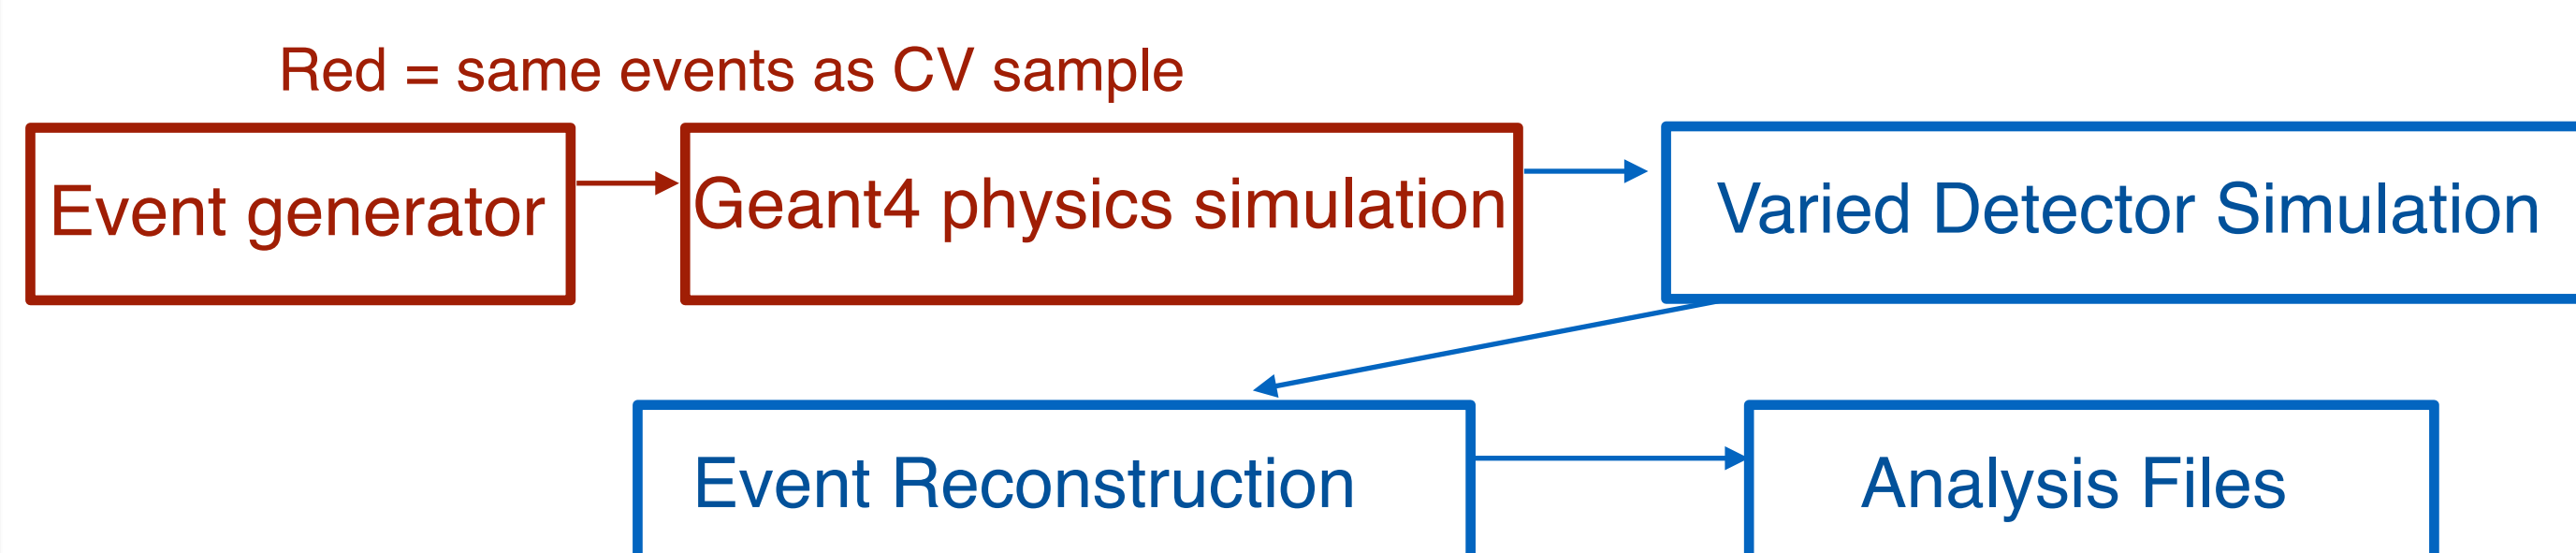 Red = same events as CV sample
Event generator
Geant4 physics simulation
Varied Detector Simulation
Event Reconstruction
Analysis Files